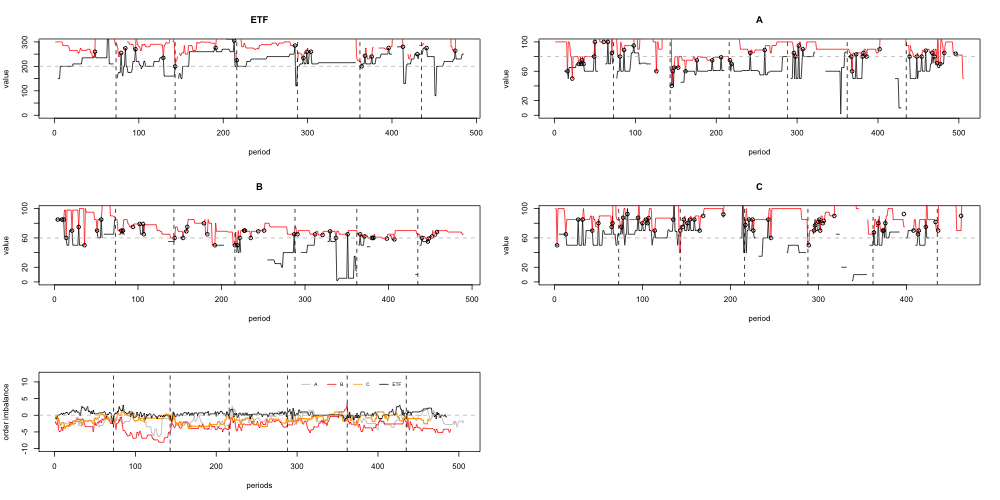 ETF
value
0 100 200 300
0 100 200 300 400 500
period
A
value
0 20 60 100
0 100 200 300 400 500
period
B
value
0 20 60 100
0 100 200 300 400 500
period
C
value
0 20 60 100
0 100 200 300 400
period
order imbalance
-10 -5 0 5 10
A B C ETF
0 100 200 300 400 500
periods